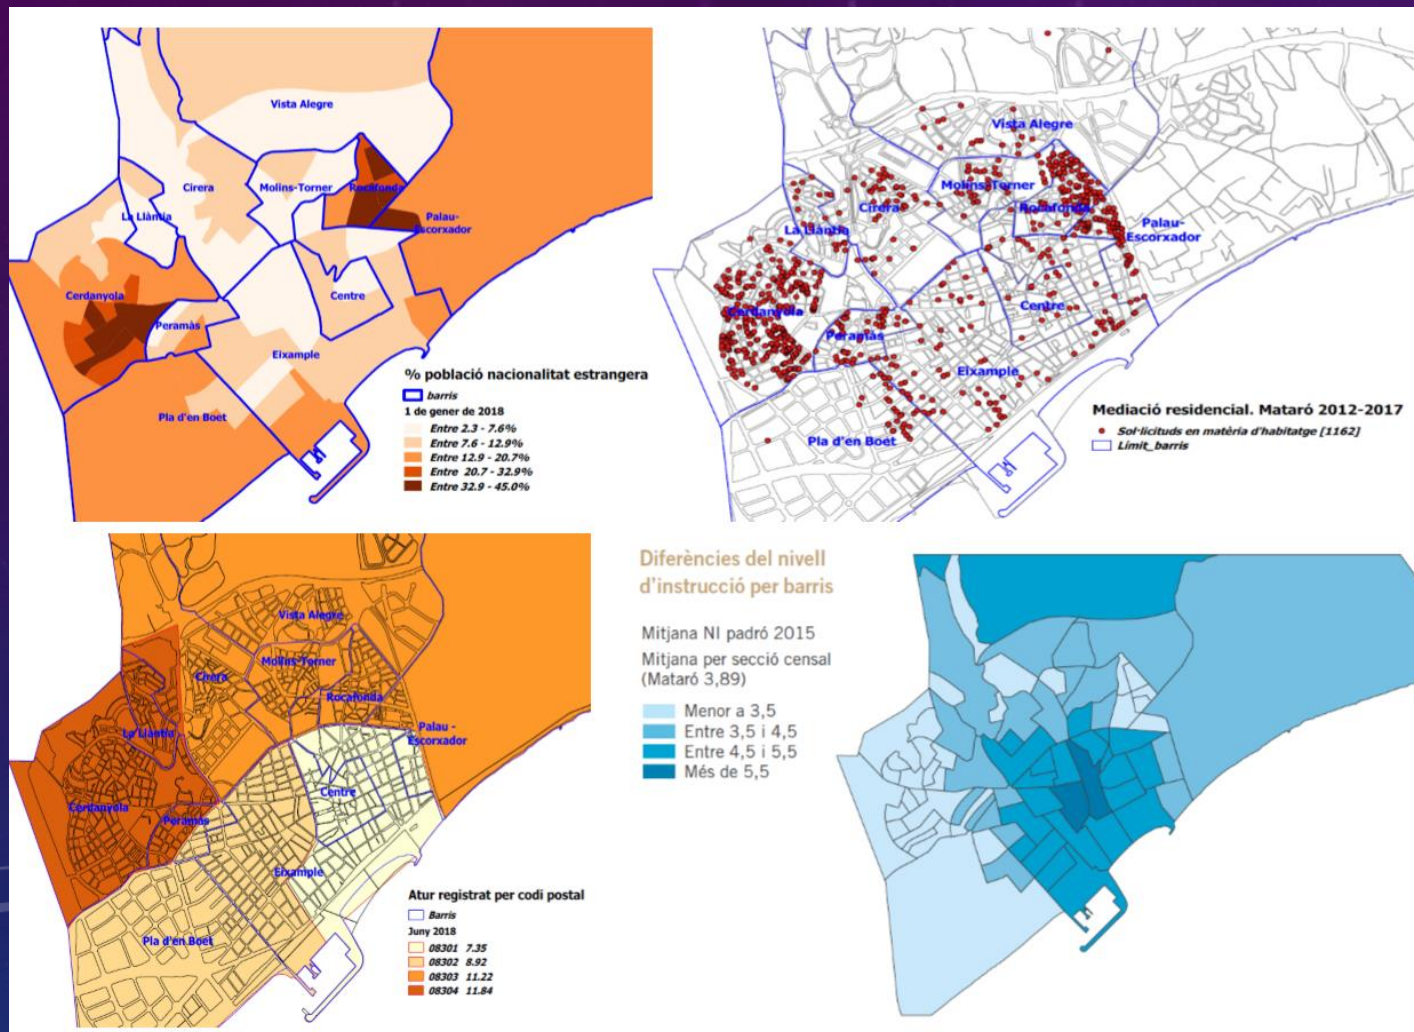 Vista Alegre
Cirera
Molins-Torner
Rocafonda
La Llàntia
Palau-
Escorxador
Cerdanyola
Centre
Peramàs
Eixample
Pla d'en Boet
% població nacionalitat estrangera
barris
1 de gener de 2018
Entre 2.3 - 7.6%
Entre 7.6 - 12.9%
Entre 12.9 - 20.7%
Entre 20.7 - 32.9%
Entre 32.9 - 45.0%
Vista Alegre
Molins-Torner
Cirera
Rocafonda
La Llàntia
Palau-
Escorxador
Cerdanyola
Centre
Peramàs
Eixample
Pla d'en Boet
Mediació residencial. Mataró 2012-2017
Sol·licituds en matèria d'habitatge [1162]
Límit_barris
Vista Alegre
Molins-Torner
Cirera
Rocafonda
La Llàntia
Palau -
Escorxador
Cerdanyola
Centre
Peramàs
Eixample
Pla d'en Boet
Atur registrat per codi postal
Barris
Juny 2018
08301 7.35
08302 8.92
08303 11.22
08304 11.84
Diferències del nivell
d'instrucció per barris
Mitjana NI padró 2015
Mitjana per secció censal
(Mataró 3,89)
Menor a 3,5
Entre 3,5 i 4,5
Entre 4,5 i 5,5
Més de 5,5